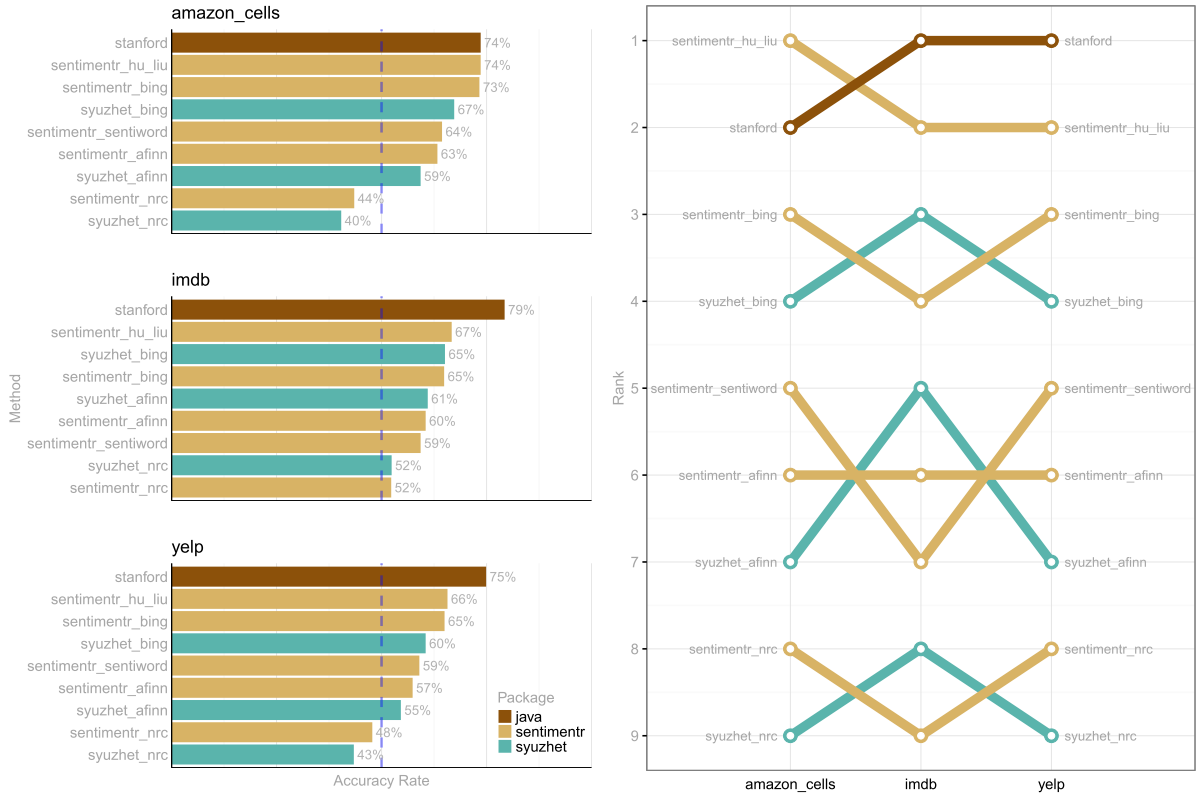 amazon_cells
stanford 74%
sentimentr_hu_liu 74%
sentimentr_bing 73%
syuzhet_bing 67%
sentimentr_sentiword 64%
sentimentr_afinn 63%
syuzhet_afinn 59%
sentimentr_nrc 44%
syuzhet_nrc 40%
imdb
stanford 79%
sentimentr_hu_liu 67%
syuzhet_bing 65%
sentimentr_bing 65%
syuzhet_afinn 61%
sentimentr_afinn 60%
sentimentr_sentiword 59%
syuzhet_nrc 52%
sentimentr_nrc 52%
Method
yelp
stanford 75%
sentimentr_hu_liu 66%
sentimentr_bing 65%
syuzhet_bing 60%
sentimentr_sentiword 59%
sentimentr_afinn 57%
syuzhet_afinn 55%
sentimentr_nrc 48%
syuzhet_nrc 43%
Accuracy Rate
Package
java
sentimentr
syuzhet
Rank
1 sentimentr_hu_liu stanford
2 stanford sentimentr_hu_liu
3 sentimentr_bing sentimentr_bing
4 syuzhet_bing syuzhet_bing
5 sentimentr_sentiword sentimentr_sentiword
6 sentimentr_afinn sentimentr_afinn
7 syuzhet_afinn syuzhet_afinn
8 sentimentr_nrc sentimentr_nrc
9 syuzhet_nrc syuzhet_nrc
amazon_cells imdb yelp